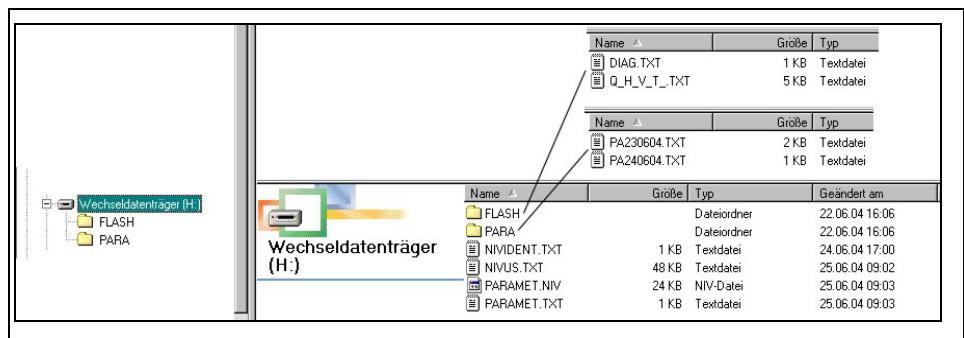 Name Größe Typ
DIAG.TXT 1 KB Textdatei
Q_H_V_T_.TXT 5 KB Textdatei
Name Größe Typ
PA230604.TXT 2 KB Textdatei
PA240604.TXT 1 KB Textdatei
Wechseldatenträger (H:)
FLASH
PARA
Wechseldatenträger
(H:)
Name Größe Typ Geändert am
FLASH Dateiordner 22.06.04 16:06
PARA Dateiordner 22.06.04 16:06
NIVIDENT.TXT 1 KB Textdatei 24.06.04 17:00
NIVUS.TXT 48 KB Textdatei 25.06.04 09:02
PARAMET.NIV 24 KB NIV-Datei 25.06.04 09:03
PARAMET.TXT 1 KB Textdatei 25.06.04 09:03